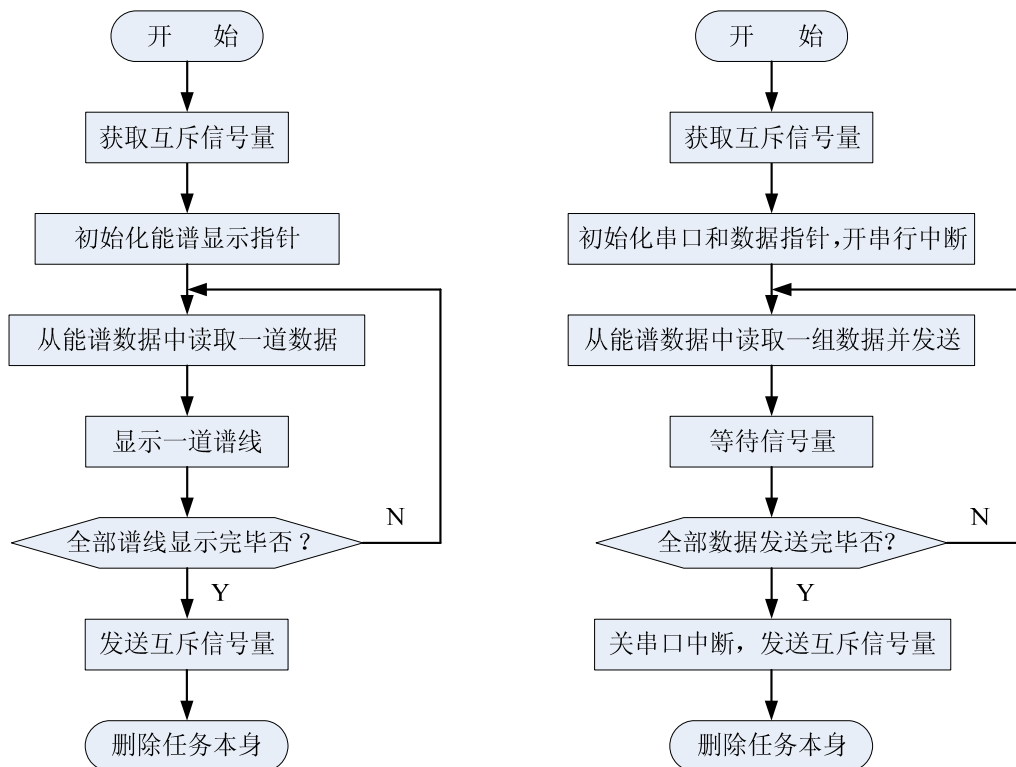 开 始
获取互斥信号量
初始化能谱显示指针
从能谱数据中读取一道数据
显示一道谱线
全部谱线显示完毕否？
N
Y
发送互斥信号量
删除任务本身
开 始
获取互斥信号量
初始化串口和数据指针,开串行中断
从能谱数据中读取一组数据并发送
等待信号量
全部数据发送完毕否?
N
Y
关串口中断，发送互斥信号量
删除任务本身